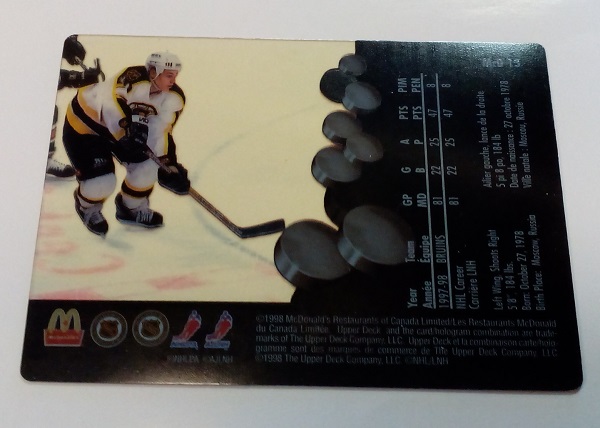 Year Team GP G A PTS PIM
Année Équipe MD B P PTS PEN
1997-98 BRUINS 81 22 25 47 8
NHL Career
Carrière LNH 81 22 25 47 8
Left Wing. Shoots Right
5' 8" 184 lbs.
Born: October 27, 1978
Birth Place: Moscow, Russia
Ailier gauche, lance de la droite
5 pi 8 po, 184 lb
Date de naissance : 27 octobre 1978
Ville natale : Moscou, Russie
©1998 McDonald's Restaurants of Canada Limited/Les Restaurants McDonald
du Canada Limitée. Upper Deck and the card/hologram combination are trade-
marks of The Upper Deck Company, LLC. Upper Deck et la combinaison carte-holo-
gramme sont des marques de commerce de The Upper Deck Company, LLC.
©1998 The Upper Deck Company, LLC ©NHL/LNH
©NHLPA ©AJLNH